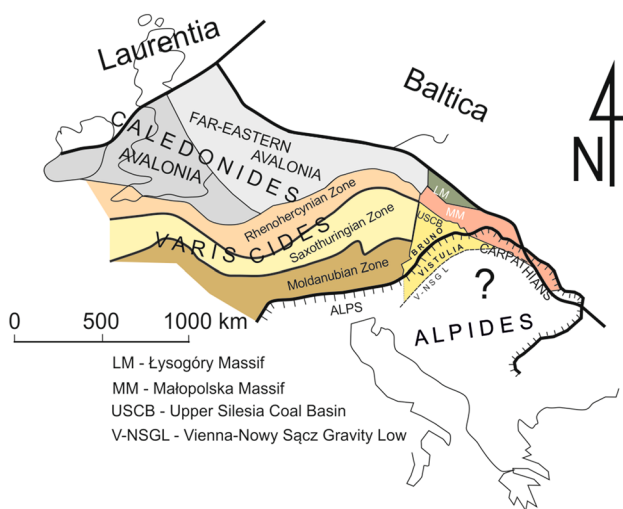 Laurentia
Baltica
N
CALEDONIDES
FAR-EASTERN
AVALONIA
AVALONIA
LM
MM
USCB
Rhenohercynian Zone
VARISCIDES
Saxothuringian Zone
BRUNO
VISTULIA
CARPATHIANS
Moldanubian Zone
V-NSGL
?
ALPS
ALPIDES
0 500 1000 km
LM - Łysogóry Massif
MM - Małopolska Massif
USCB - Upper Silesia Coal Basin
V-NSGL - Vienna-Nowy Sącz Gravity Low